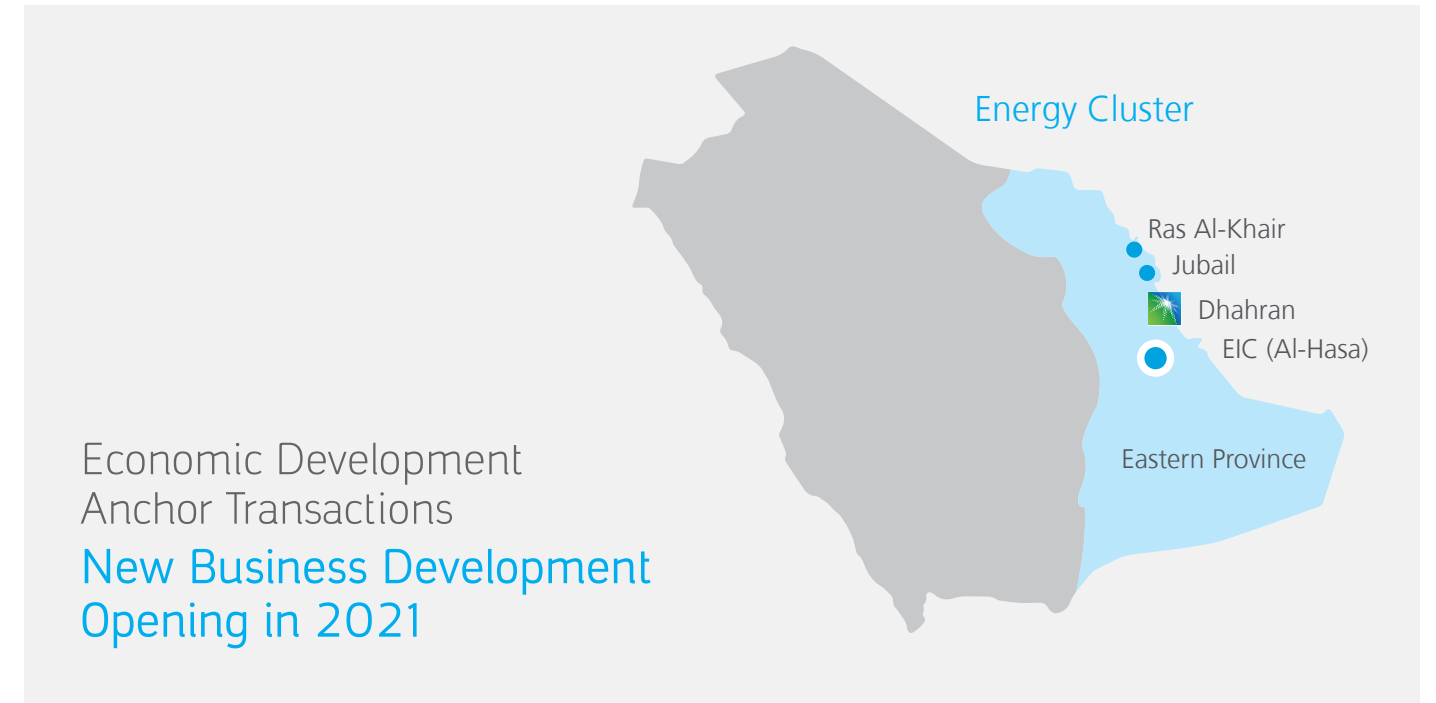 Energy Cluster
Ras Al-Khair
Jubail
Dhahran
EIC (Al-Hasa)
Eastern Province
Economic Development
Anchor Transactions
New Business Development
Opening in 2021